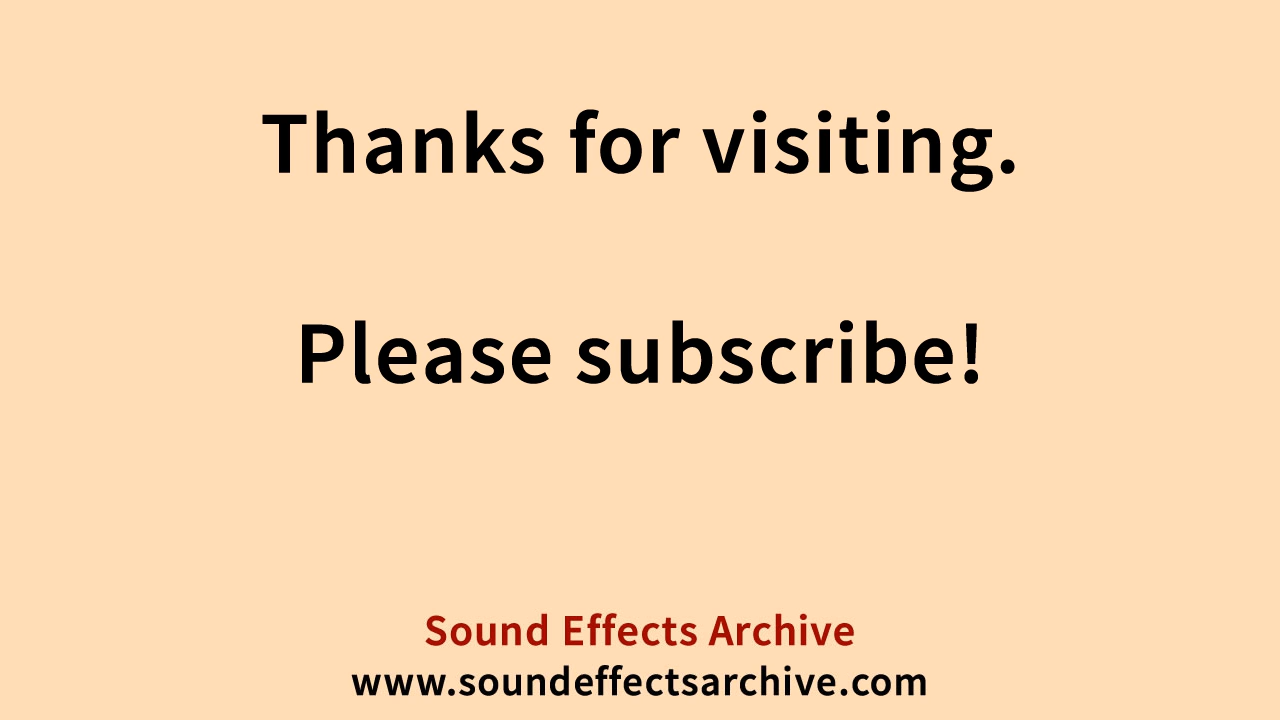 Thanks for visiting.
Please subscribe!
Sound Effects Archive
www.soundeffectsarchive.com